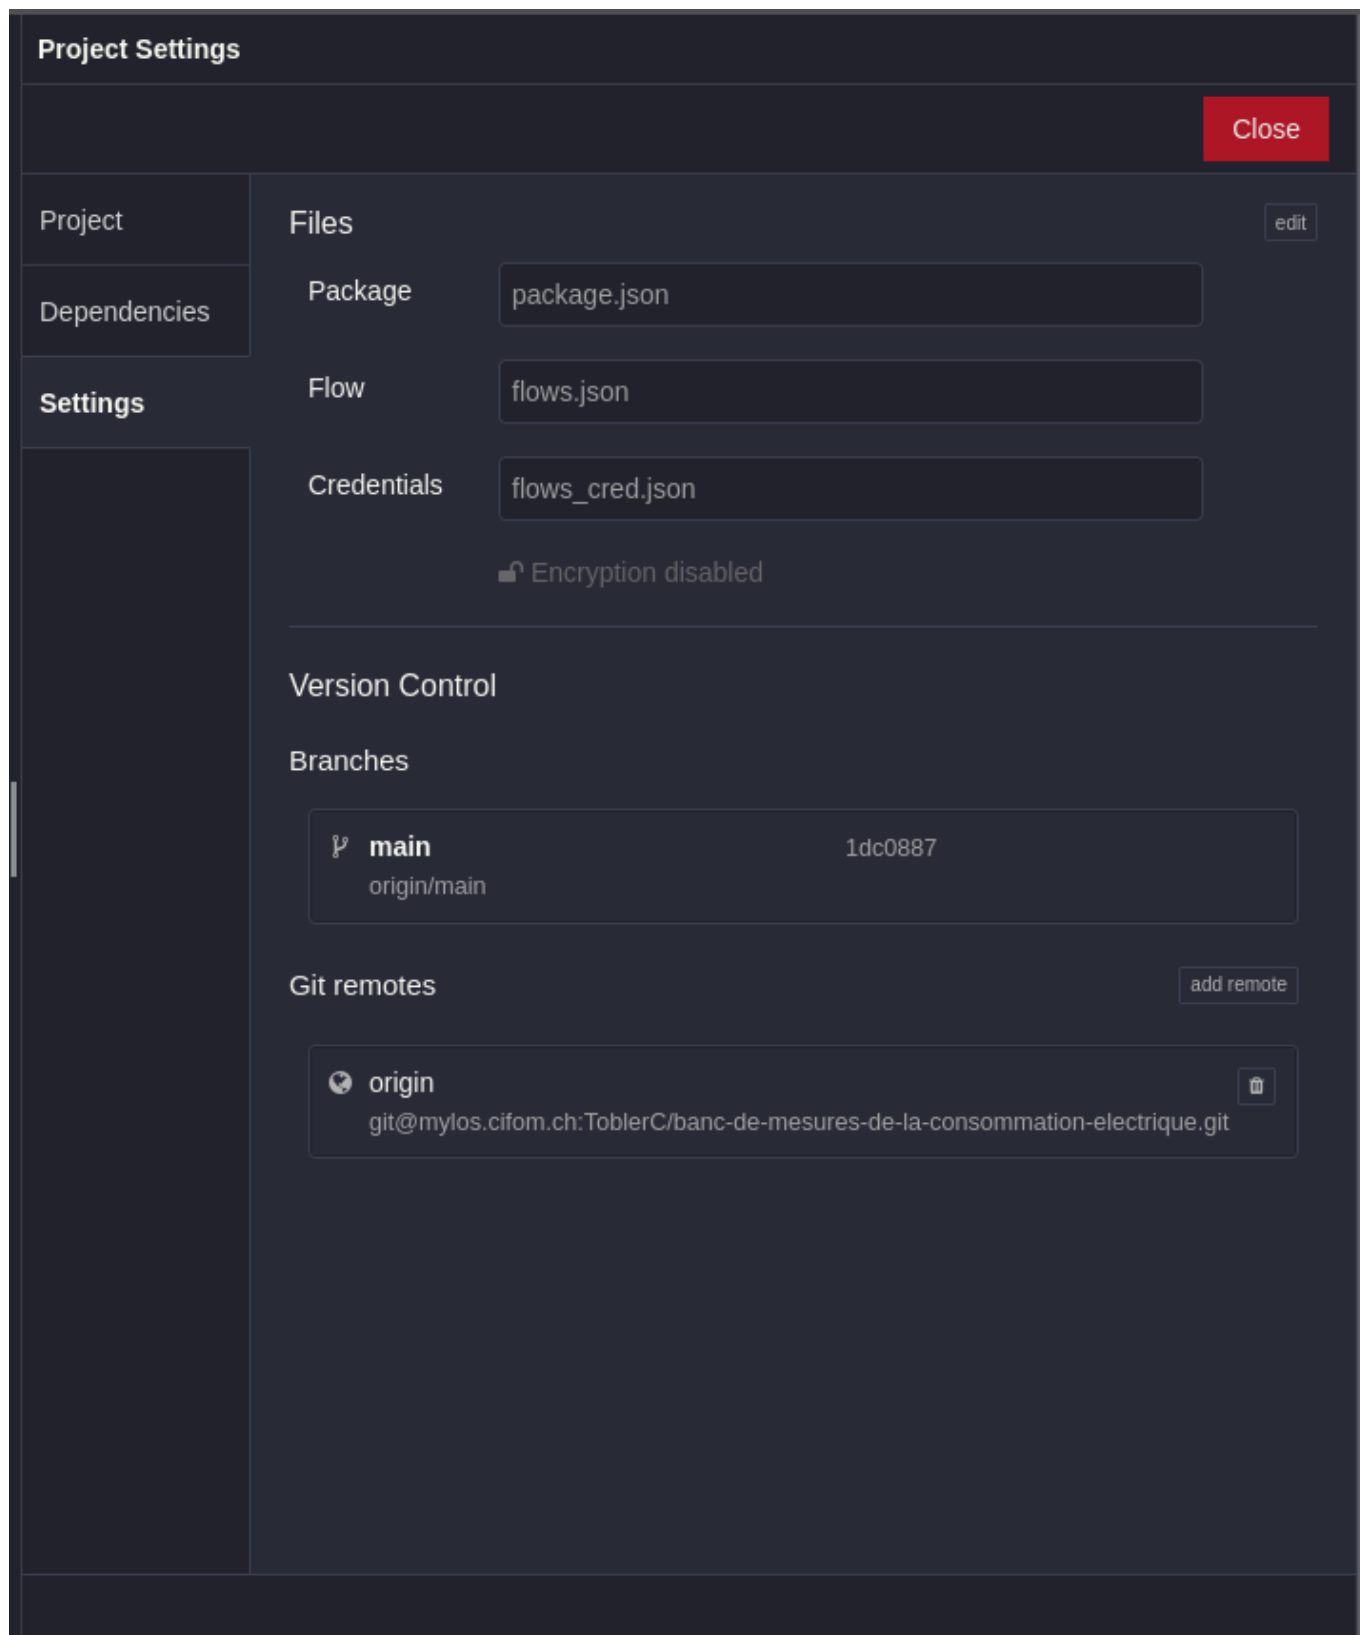 Project Settings
Close
Project
Dependencies
Settings
Files
edit
Package
package.json
Flow
flows.json
Credentials
flows_cred.json
Encryption disabled
Version Control
Branches
main
1dc0887
origin/main
Git remotes
add remote
origin
git@mylos.cifom.ch:ToblerC/banc-de-mesures-de-la-consommation-electrique.git